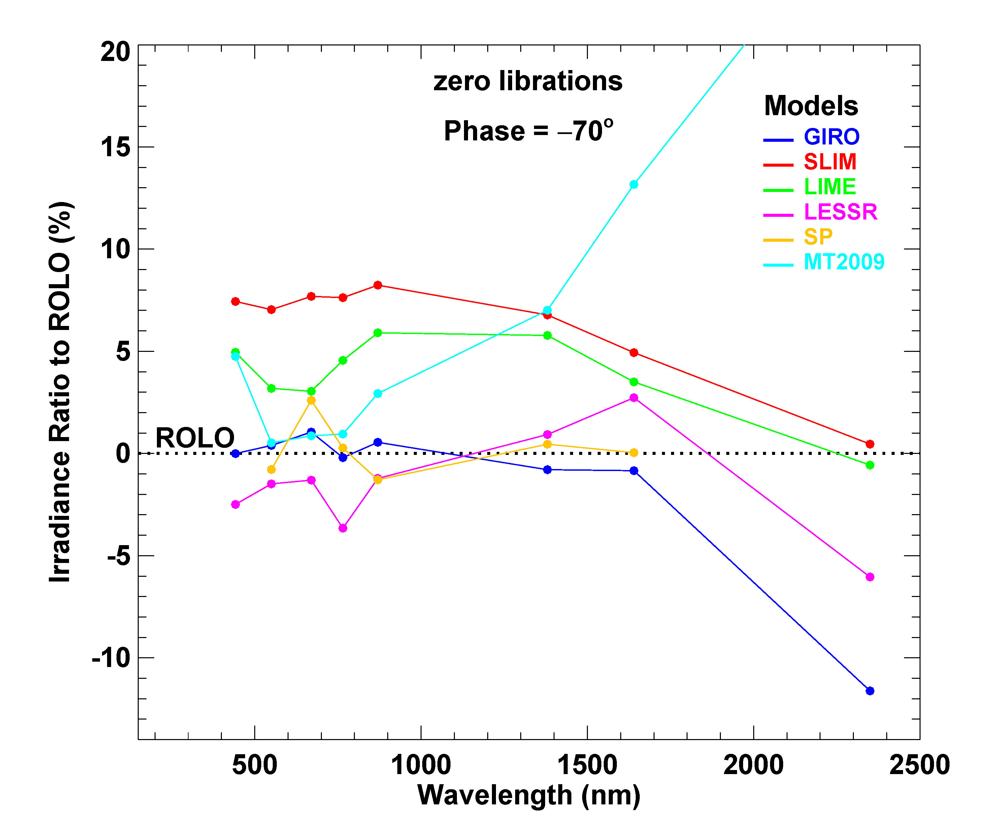 20
15
10
5
0
-5
-10
Irradiance Ratio to ROLO (%)
zero librations
Phase = –70°
Models
GIRO
SLIM
LIME
LESSR
SP
MT2009
ROLO
500 1000 1500 2000 2500
Wavelength (nm)